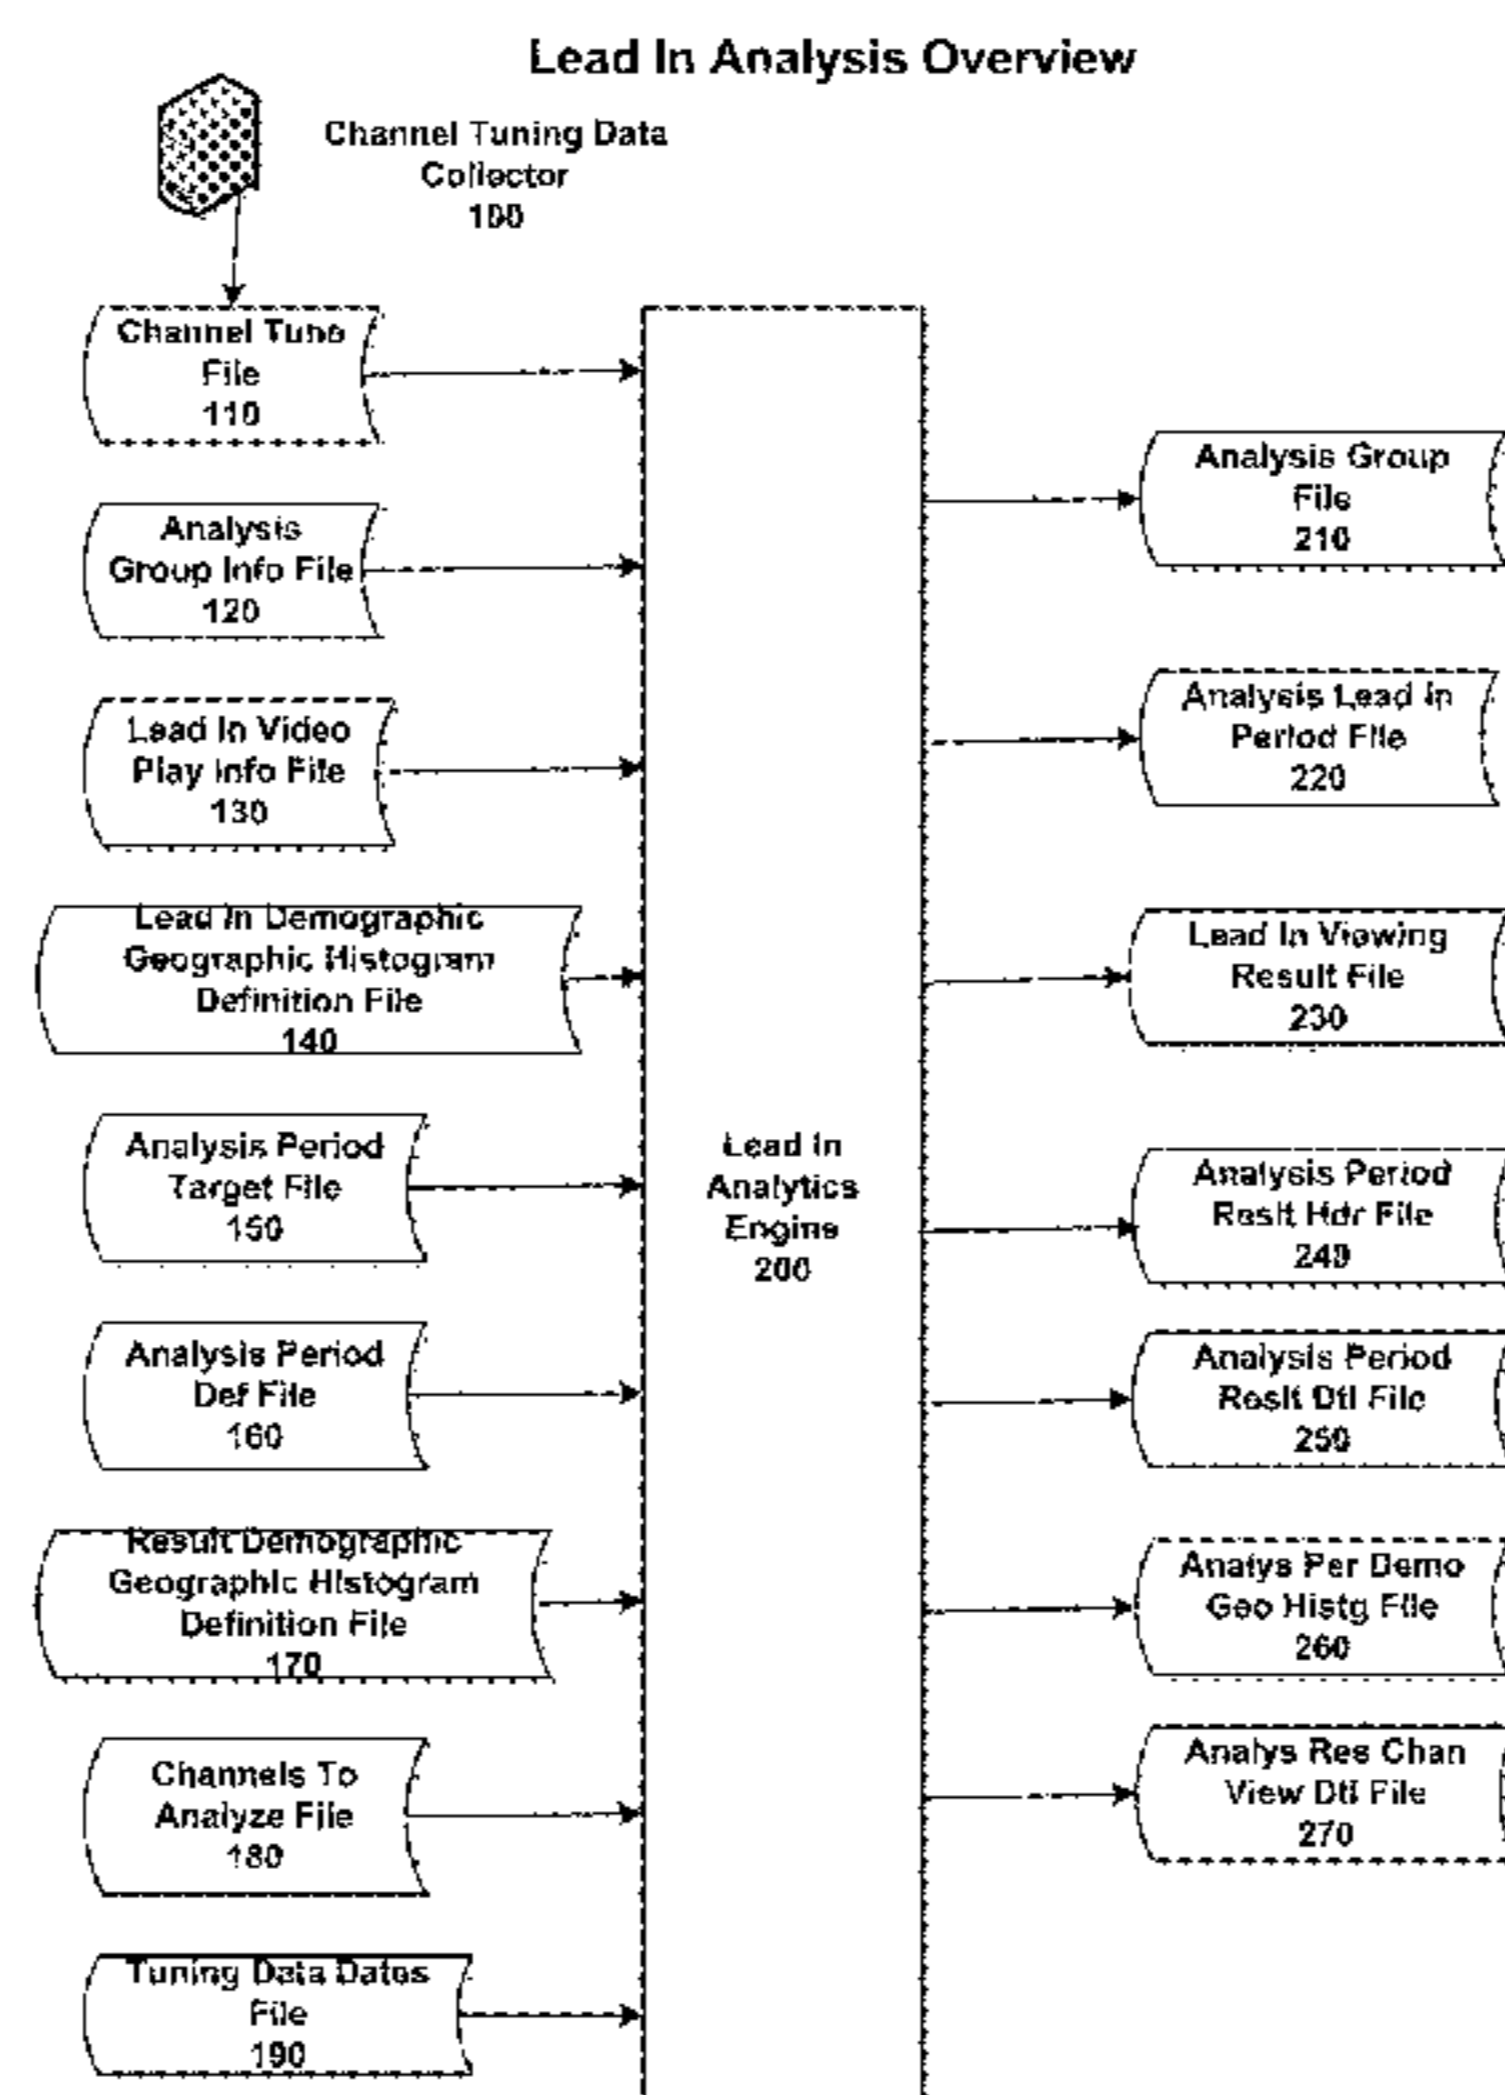 Lead In Analysis Overview
Channel Tuning Data
Collector
100
Channel Tune
File
110
Analysis
Group Info File
120
Lead In Video
Play Info File
130
Lead In Demographic
Geographic Histogram
Definition File
140
Analysis Period
Target File
150
Analysis Period
Def File
160
Result Demographic
Geographic Histogram
Definition File
170
Channels To
Analyze File
180
Tuning Data Dates
File
190
Lead In
Analytics
Engine
200
Analysis Group
File
210
Analysis Lead In
Period File
220
Lead In Viewing
Result File
230
Analysis Period
Reslt Hdr File
240
Analysis Period
Reslt Dtl File
250
Analys Per Demo
Geo Histg File
260
Analys Res Chan
View Dtl File
270